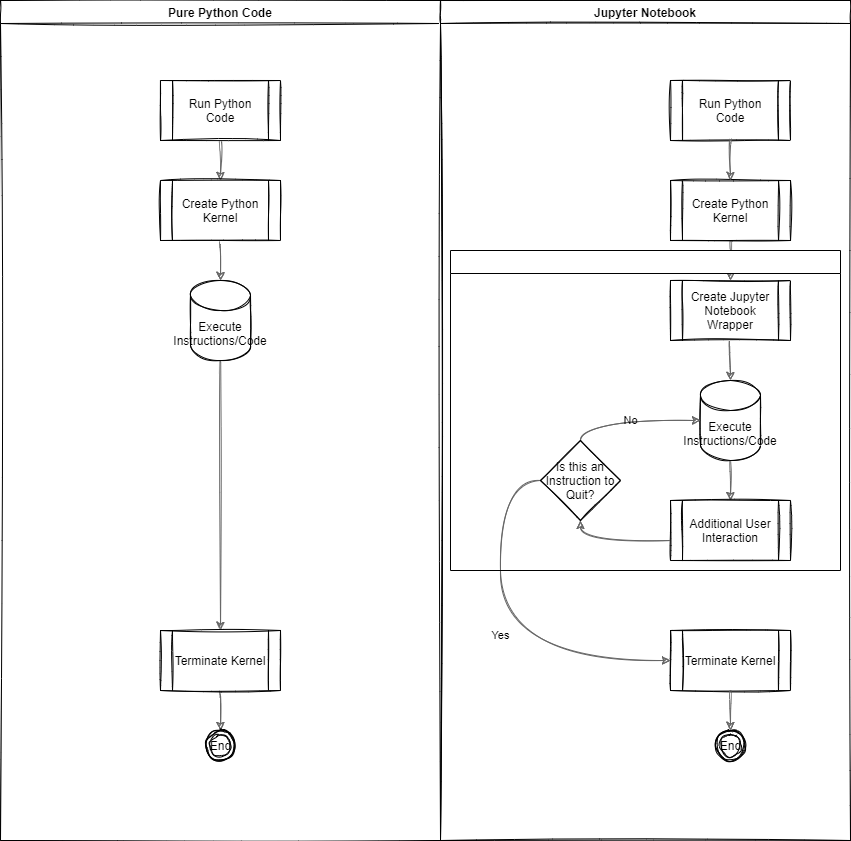 Pure Python Code
Run Python
Code
Create Python
Kernel
Execute
Instructions/Code
Terminate Kernel
End
Jupyter Notebook
Run Python
Code
Create Python
Kernel
Create Jupyter
Notebook
Wrapper
No
Execute
Instructions/Code
Is this an
Instruction to
Quit?
Additional User
Interaction
Yes
Terminate Kernel
End